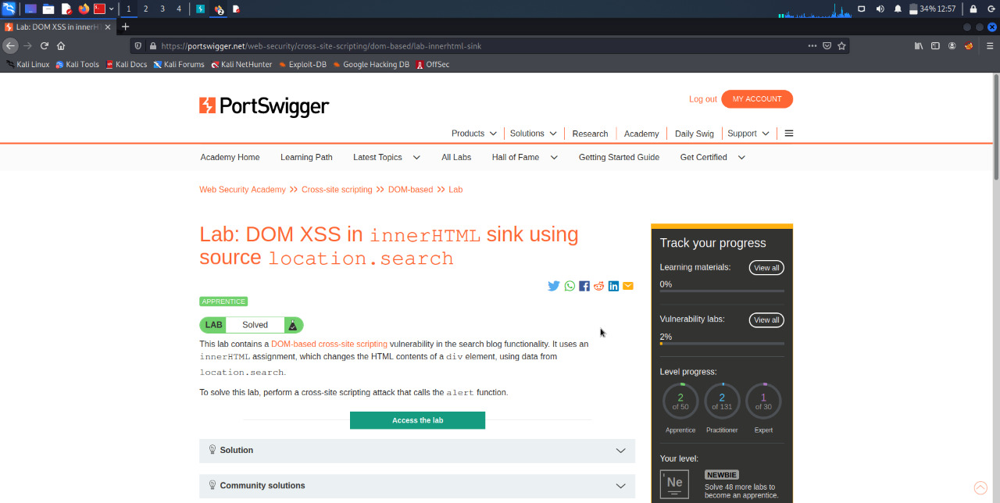 1 2 3 4
2
34% 12:57
Lab: DOM XSS in innerH
https://portswigger.net/web-security/cross-site-scripting/dom-based/lab-innerhtml-sink
Kali Linux Kali Tools Kali Docs Kali Forums Kali NetHunter Exploit-DB Google Hacking DB OffSec
PortSwigger
Log out MY ACCOUNT
Products Solutions Research Academy Daily Swig Support
Academy Home Learning Path Latest Topics All Labs Hall of Fame Getting Started Guide Get Certified
Web Security Academy Cross-site scripting DOM-based Lab
Lab: DOM XSS in innerHTML sink using
source location.search
APPRENTICE
LAB Solved
This lab contains a DOM-based cross-site scripting vulnerability in the search blog functionality. It uses an
innerHTML assignment, which changes the HTML contents of a div element, using data from
location.search.
To solve this lab, perform a cross-site scripting attack that calls the alert function.
Access the lab
Solution
Community solutions
Track your progress
Learning materials: View all
0%
Vulnerability labs: View all
2%
Level progress:
2 2 1
of 50 of 131 of 30
Apprentice Practitioner Expert
Your level:
Ne
NEWBIE
Solve 48 more labs to
become an apprentice.